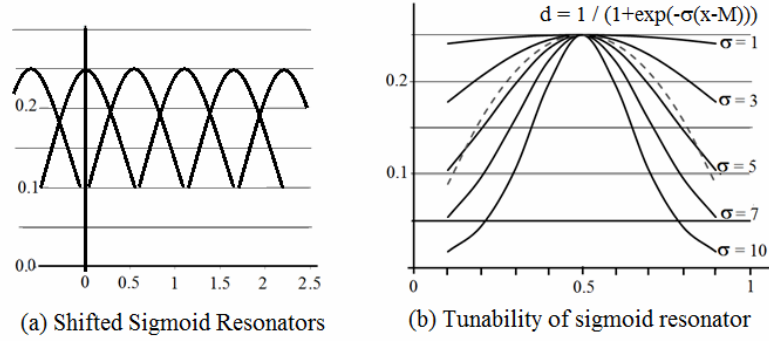 d = 1 / (1+exp(-σ(x-M)))
0.2
0.1
0.0
0 0.5 1 1.5 2 2.5
(a) Shifted Sigmoid Resonators
σ = 1
0.2
σ = 3
0.1
σ = 5
σ = 7
σ = 10
0 0.5 1
(b) Tunability of sigmoid resonator